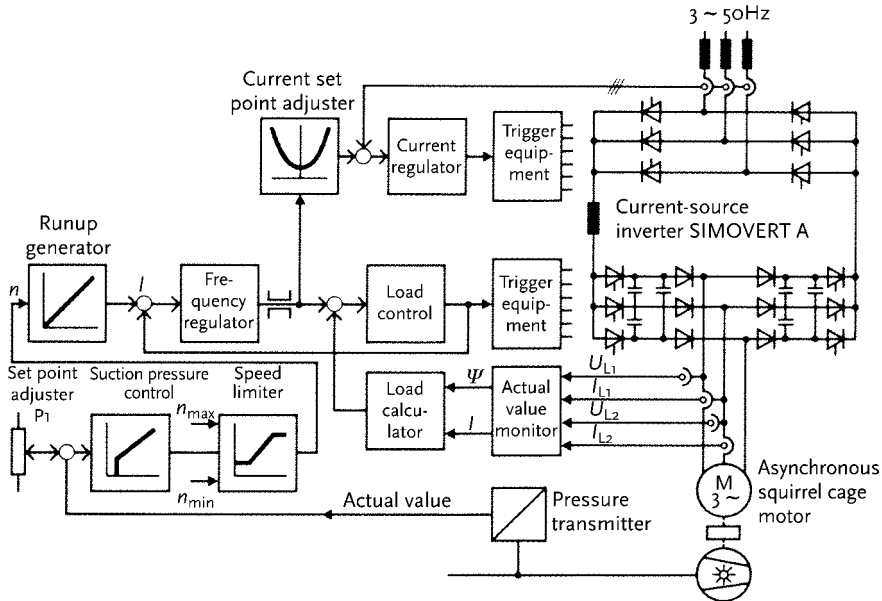 3 ~ 50Hz
Current set
point adjuster
Current
regulator
Trigger
equip-
ment
Current-source
inverter SIMOVERT A
Runup
generator
n
l
Fre-
quency
regulator
Load
control
Trigger
equip-
ment
Set point
adjuster
P1
Suction pressure
control
Speed
limiter
nmax
nmin
Load
calcu-
lator
Ψ
I
Actual
value
monitor
UL1
IL1
UL2
IL2
M
3~
Asynchronous
squirrel cage
motor
Actual value
Pressure
transmitter